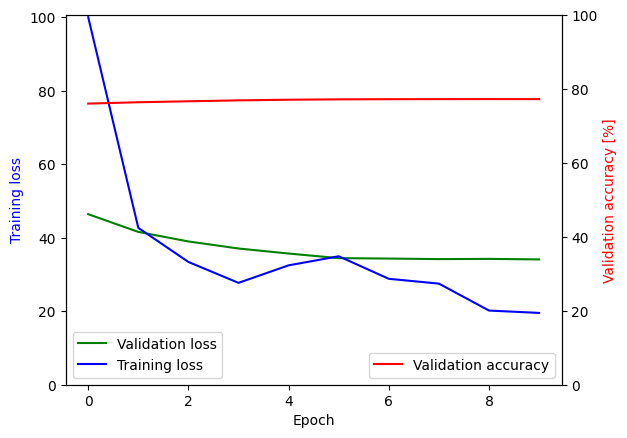 100
80
60
40
20
0
Training loss
100
80
60
40
20
0
Validation accuracy [%]
Validation loss
Training loss
Validation accuracy
0
2
4
6
8
Epoch